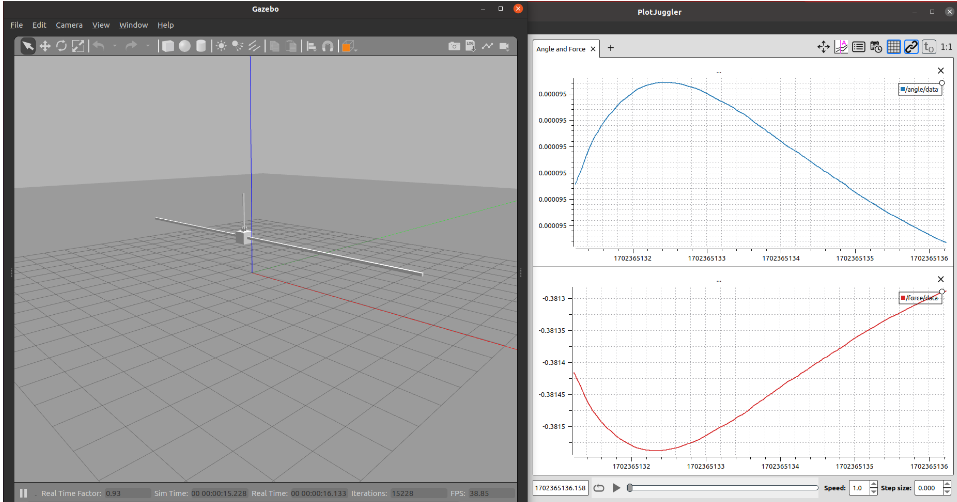 Gazebo
File Edit Camera View Window Help
Real Time Factor: 0.93 Sim Time: 00 00:00:15.228 Real Time: 00 00:00:16.133 Iterations: 15228 FPS: 38.85
PlotJuggler
Angle and Force
1:1
...
/angle/data
0.000095
0.000095
0.000095
0.000095
0.000095
0.000095
1702365132 1702365133 1702365134 1702365135 1702365136
...
/force/data
-0.3813
-0.38135
-0.3814
-0.38145
-0.3815
1702365132 1702365133 1702365134 1702365135 1702365136
1702365136.158 Speed: 1.0 Step size: 0.000